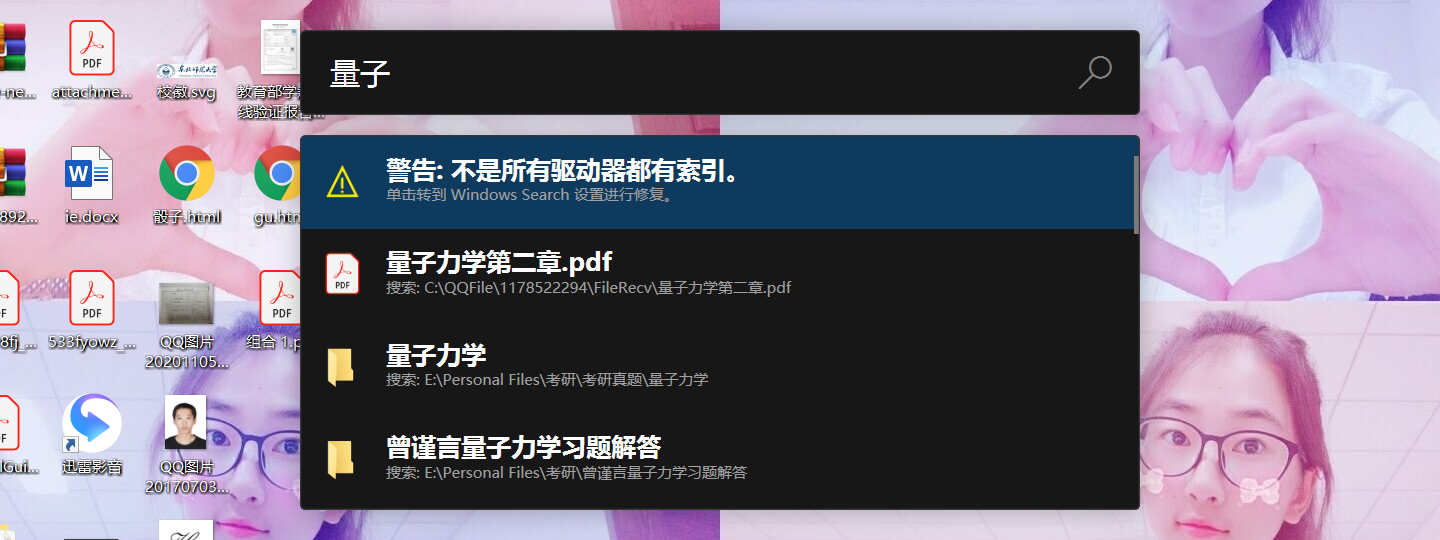 量子
警告: 不是所有驱动器都有索引。
单击转到 Windows Search 设置进行修复。
量子力学第二章.pdf
搜索: C:\QQFile\1178522294\FileRecv\量子力学第二章.pdf
量子力学
搜索: E:\Personal Files\考研\考研真题\量子力学
曾谨言量子力学习题解答
搜索: E:\Personal Files\考研\曾谨言量子力学习题解答
PDF
东北师范大学
-ne...
attachme...
校徽.svg
教育部学
线验证报告...
W
892...
ie.docx
骰子.html
gu.htm
PDF
PDF
8fj_...
533fyowz_...
QQ图片
20201105...
组合 1.p
lGui...
迅雷影音
QQ图片
20170703...